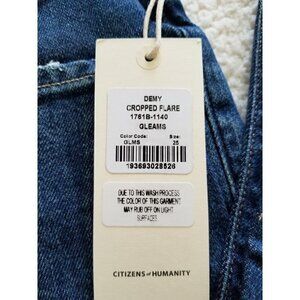 DEMY
CROPPED FLARE
1761B-1140
GLEAMS
Color Code: Size:
GLMS 25
193693028526
DUE TO THIS WASH PROCESS
THE COLOR OF THIS GARMENT
MAY RUB OFF ON LIGHT
SURFACES
CITIZENS of HUMANITY